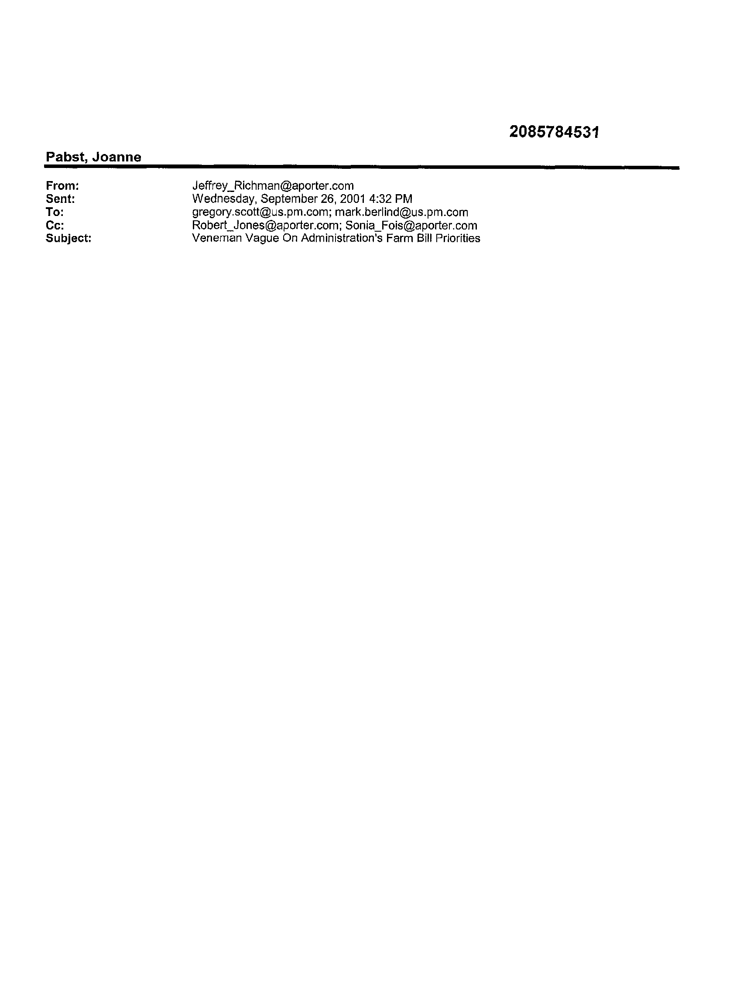 2085784531
Pabst, Joanne
From: Jeffrey_Richman@aporter.com
Sent: Wednesday, September 26, 2001 4:32 PM
To: gregory.scott@us.pm.com; mark.berlind@us.pm.com
Cc: Robert_Jones@aporter.com; Sonia_Fois@aporter.com
Subject: Veneman Vague On Administration's Farm Bill Priorities